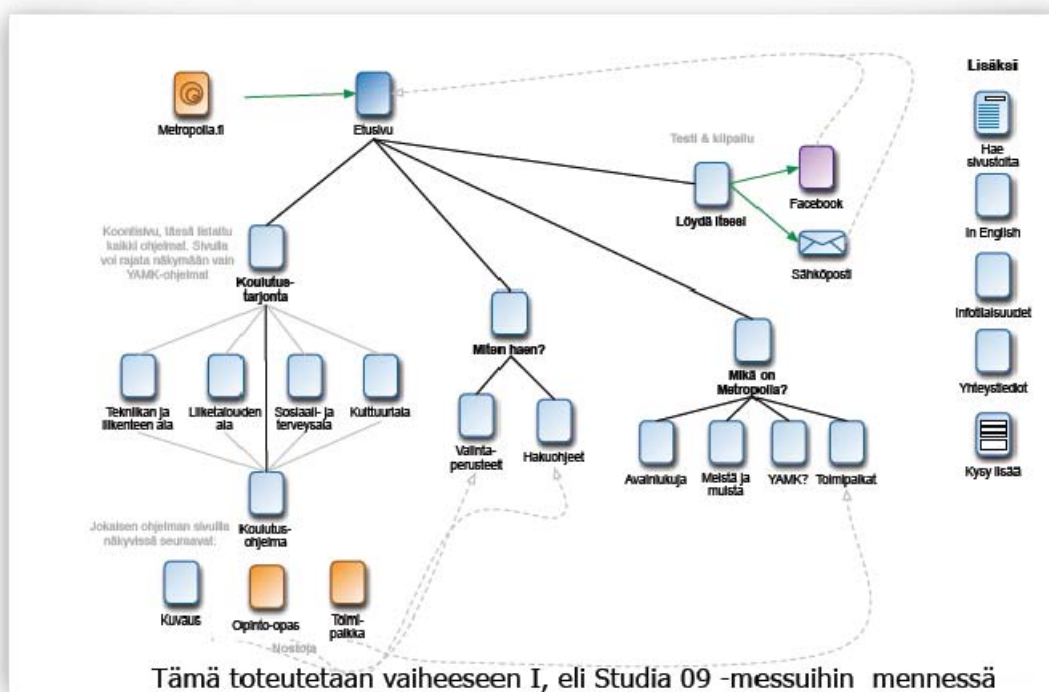 Metropolia.fi
Etusivu
Testi & kilpailu
Löydä itsesi
Facebook
Sähköposti
Lisäksi
Hae
sivustolta
In English
Infotilaisuudet
Yhteystiedot
Kysy lisää
Koontisivu, tässä listattu
kaikki ohjelmat. Sivulla
voi rajata näkymään vain
YAMK-ohjelmat
Koulutus-
tarjonta
Tekniikan ja
liikenteen ala
Liiketalouden
ala
Sosiaali- ja
terveysala
Kulttuuriala
Koulutus-
ohjelma
Jokaisen ohjelman sivuilla
näkyvissä seuraavat:
Kuvaus
Opinto-opas
Toimi-
paikka
Nostoja
Miten haen?
Valinta-
perusteet
Hakuohjeet
Mikä on
Metropolia?
Avainlukuja
Meistä ja
muista
YAMK?
Toimipaikat
Tämä toteutetaan vaiheeseen I, eli Studia 09 -messuihin mennessä